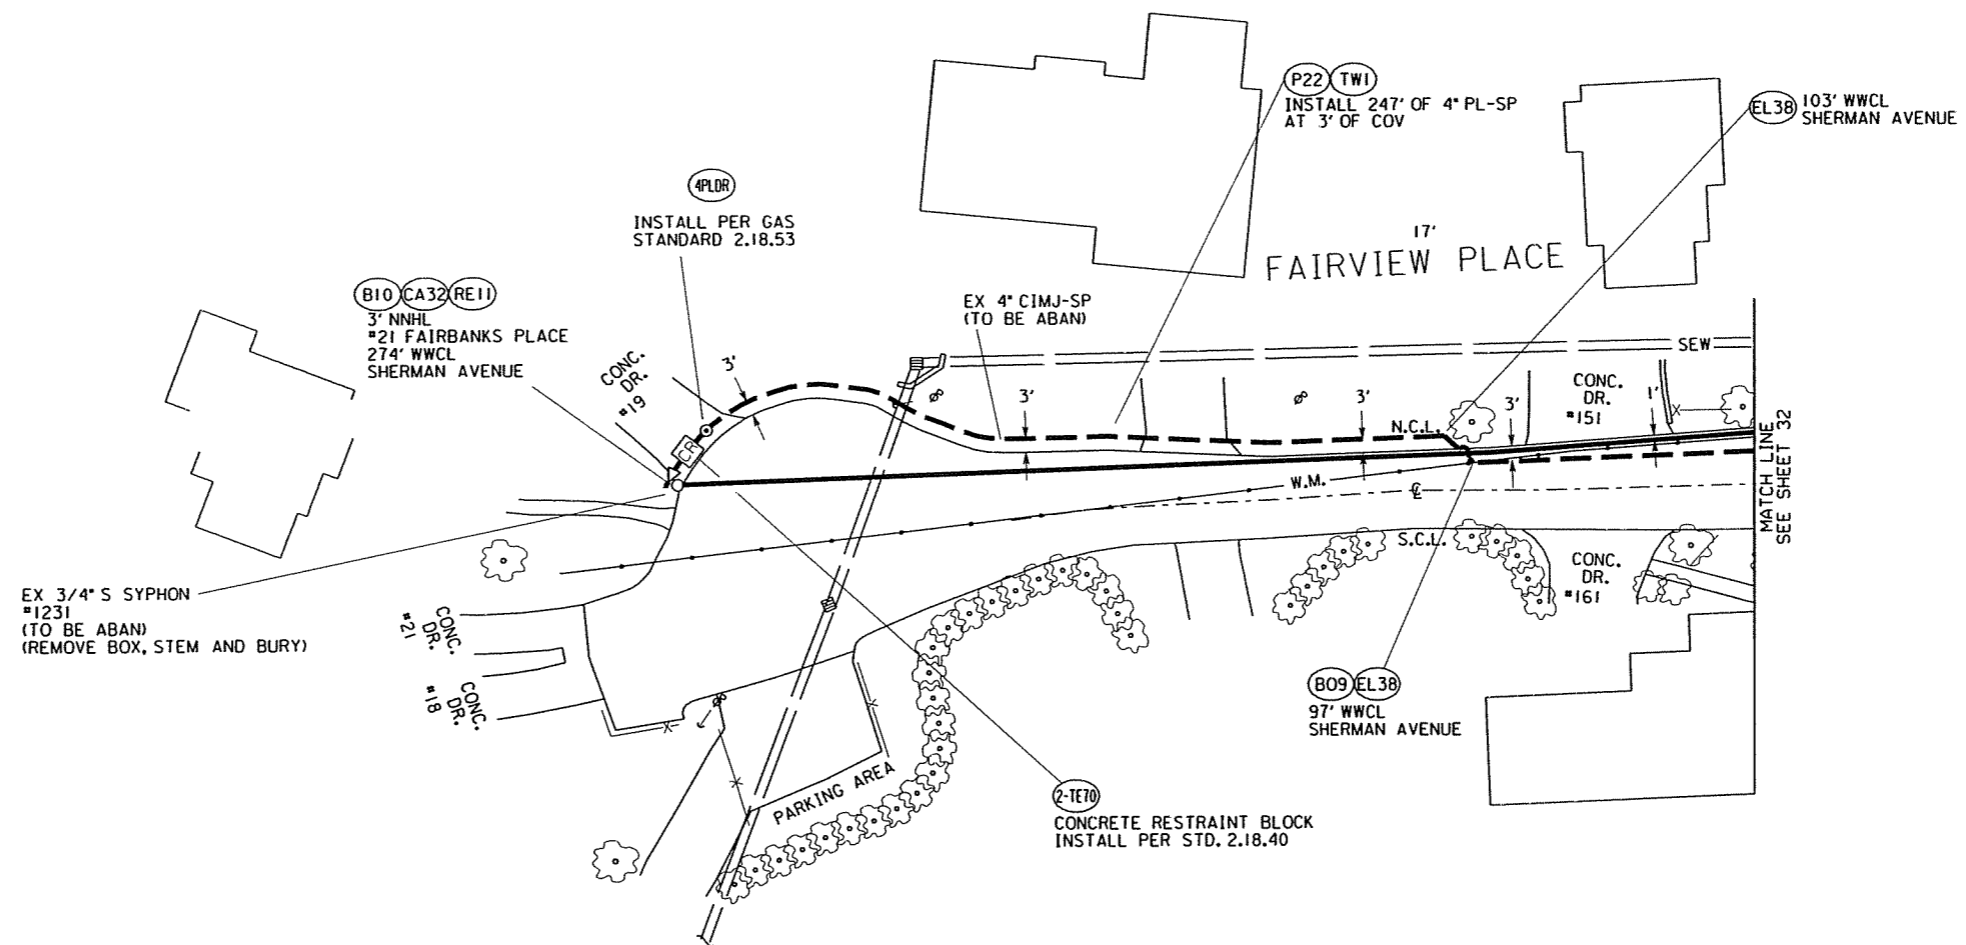 P22 TW1
INSTALL 247' OF 4" PL-SP
AT 3' OF COV
EL38 103' WWCL
SHERMAN AVENUE
4PLDR
INSTALL PER GAS
STANDARD 2.18.53
17'
FAIRVIEW PLACE
B10 CA32 RE11
3' NNHL
#21 FAIRBANKS PLACE
274' WWCL
SHERMAN AVENUE
EX 4" CIMJ-SP
(TO BE ABAN)
SEW
CONC.
DR.
#19
3'
3'
3'
N.C.L.
3'
CONC.
DR.
#151
1'
CR
W.M.
℄
MATCH LINE
SEE SHEET 32
S.C.L.
CONC.
DR.
#161
EX 3/4" S SYPHON
#1231
(TO BE ABAN)
(REMOVE BOX, STEM AND BURY)
CONC.
DR.
#21
CONC.
DR.
#18
B09 EL38
97' WWCL
SHERMAN AVENUE
PARKING AREA
2-TE70
CONCRETE RESTRAINT BLOCK
INSTALL PER STD. 2.18.40